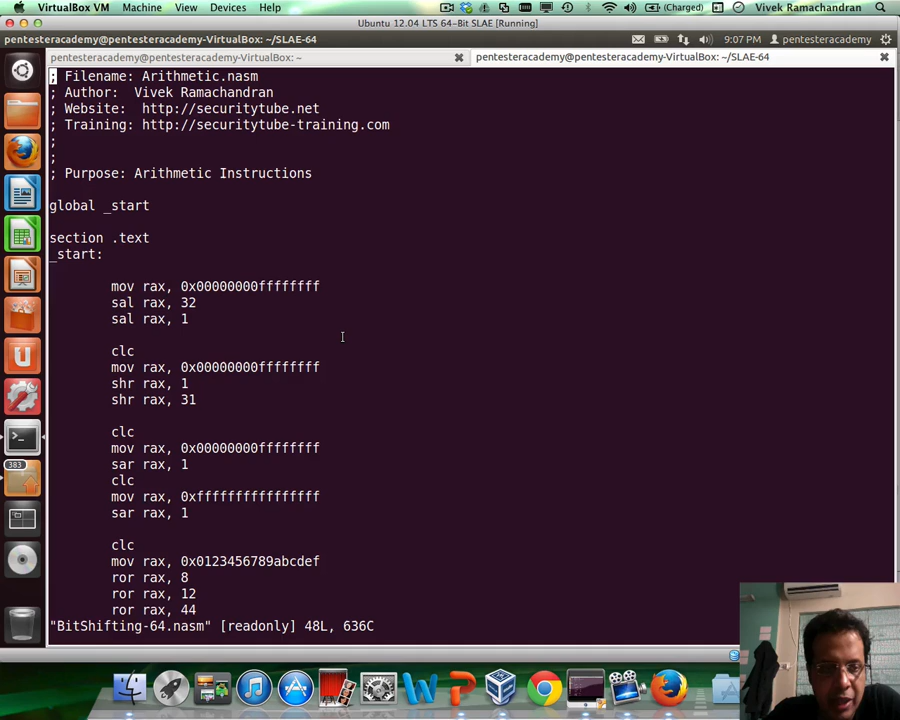 VirtualBox VM Machine View Devices Help (Charged) Vivek Ramachandran
Ubuntu 12.04 LTS 64-Bit SLAE [Running]
pentesteracademy@pentesteracademy-VirtualBox: ~/SLAE-64 9:07 PM pentesteracademy
pentesteracademy@pentesteracademy-VirtualBox: ~ pentesteracademy@pentesteracademy-VirtualBox: ~/SLAE-64
; Filename: Arithmetic.nasm
; Author:  Vivek Ramachandran
; Website:  http://securitytube.net
; Training: http://securitytube-training.com
;
;
; Purpose: Arithmetic Instructions
global _start
section .text
_start:
mov rax, 0x00000000ffffffff
sal rax, 32
sal rax, 1
clc
mov rax, 0x00000000ffffffff
shr rax, 1
shr rax, 31
clc
mov rax, 0x00000000ffffffff
sar rax, 1
clc
mov rax, 0xffffffffffffffff
sar rax, 1
clc
mov rax, 0x0123456789abcdef
ror rax, 8
ror rax, 12
ror rax, 44
"BitShifting-64.nasm" [readonly] 48L, 636C
383